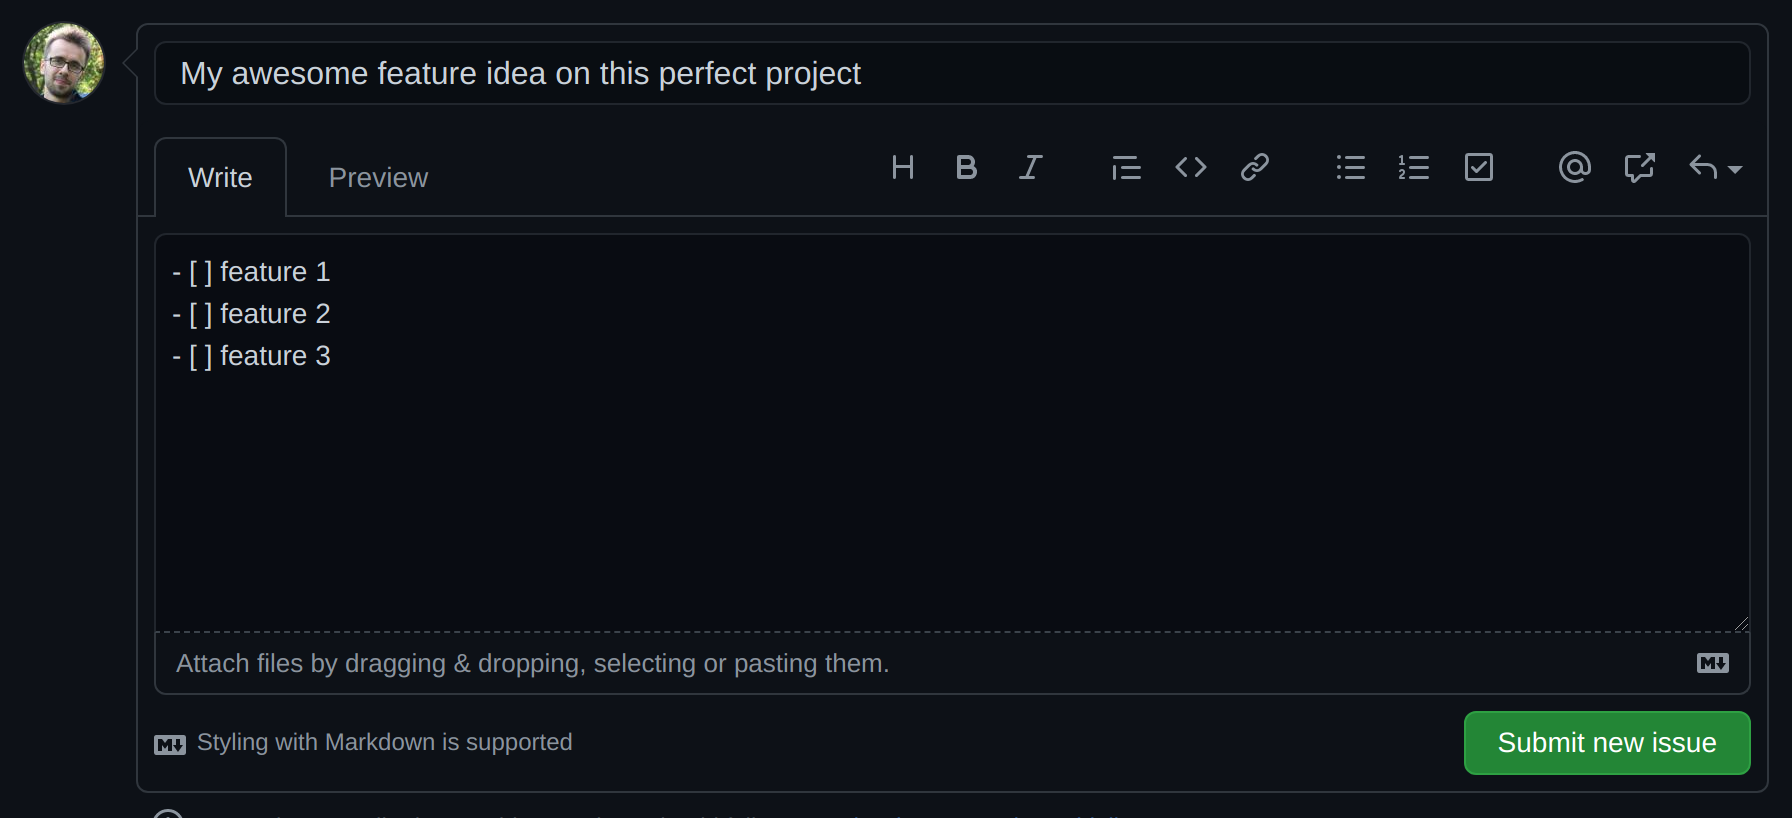 My awesome feature idea on this perfect project
Write Preview
- [ ] feature 1
- [ ] feature 2
- [ ] feature 3
Attach files by dragging & dropping, selecting or pasting them.
Styling with Markdown is supported
Submit new issue